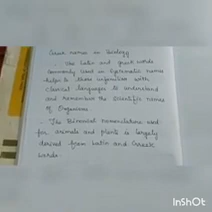 Course names in Biology
- The Latin and greek words
commonly used in systematic names
helps to those unfamiliar with
classical languages to understand
and remember the scientific names
of Organisms.
- The Binomial nomenclature used
for animals and plants is largely
derived from Latin and Greek
words.
InShOt